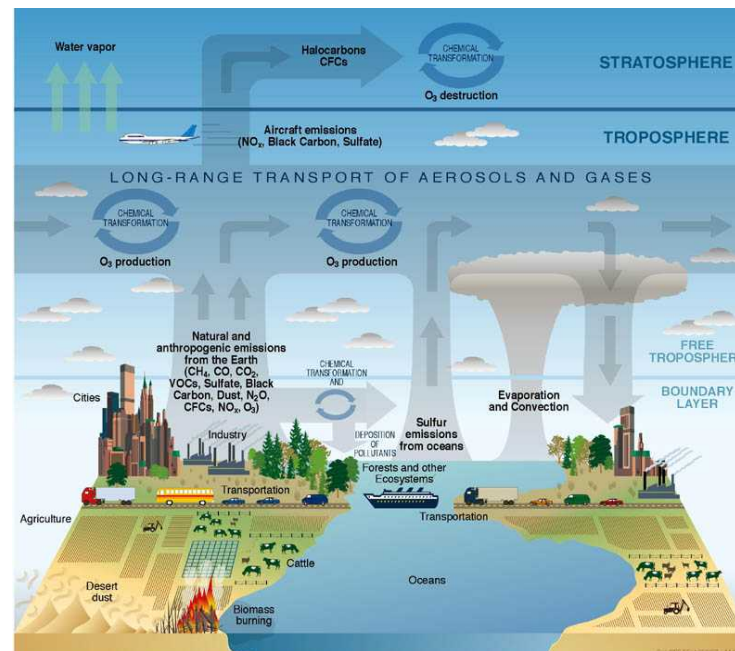 Water vapor
Halocarbons
CFCs
CHEMICAL
TRANSFORMATION
O₃ destruction
STRATOSPHERE
Aircraft emissions
(NOₓ, Black Carbon, Sulfate)
TROPOSPHERE
LONG-RANGE TRANSPORT OF AEROSOLS AND GASES
CHEMICAL
TRANSFORMATION
O₃ production
CHEMICAL
TRANSFORMATION
O₃ production
Natural and
anthropogenic emissions
from the Earth
(CH₄, CO, CO₂,
VOCs, Sulfate, Black
Carbon, Dust, N₂O,
CFCs, NOₓ, O₃)
CHEMICAL
TRANSFORMATION
AND
DEPOSITION
OF
POLLUTANTS
FREE
TROPOSPHER
BOUNDARY
LAYER
Cities
Industry
Sulfur
emissions
from oceans
Evaporation
and Convection
Forests and other
Ecosystems
Transportation
Transportation
Agriculture
Cattle
Desert
dust
Biomass
burning
Oceans